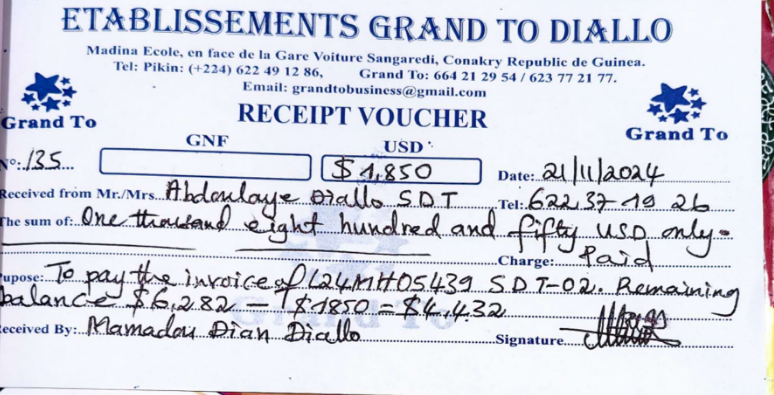 ETABLISSEMENTS GRAND TO DIALLO
Madina Ecole, en face de la Gare Voiture Sangaredi, Conakry Republic de Guinea.
Tel: Pikin: (+224) 622 49 12 86, Grand To: 664 21 29 54 / 623 77 21 77.
Email: grandtobusiness@gmail.com
Grand To
RECEIPT VOUCHER
Grand To
GNF USD
Nº: 135 $ 1,850 Date: 21/11/2024
Received from Mr./Mrs. Abdoulaye Diallo SDT Tel: 622 37 19 26
The sum of: One thousand eight hundred and fifty USD only-
Charge: Paid
Pupose: To pay the invoice of L24MH05439 SDT-02. Remaining
balance $6,282 - $1850 = $4,432
Received By: Mamadou Dian Diallo Signature